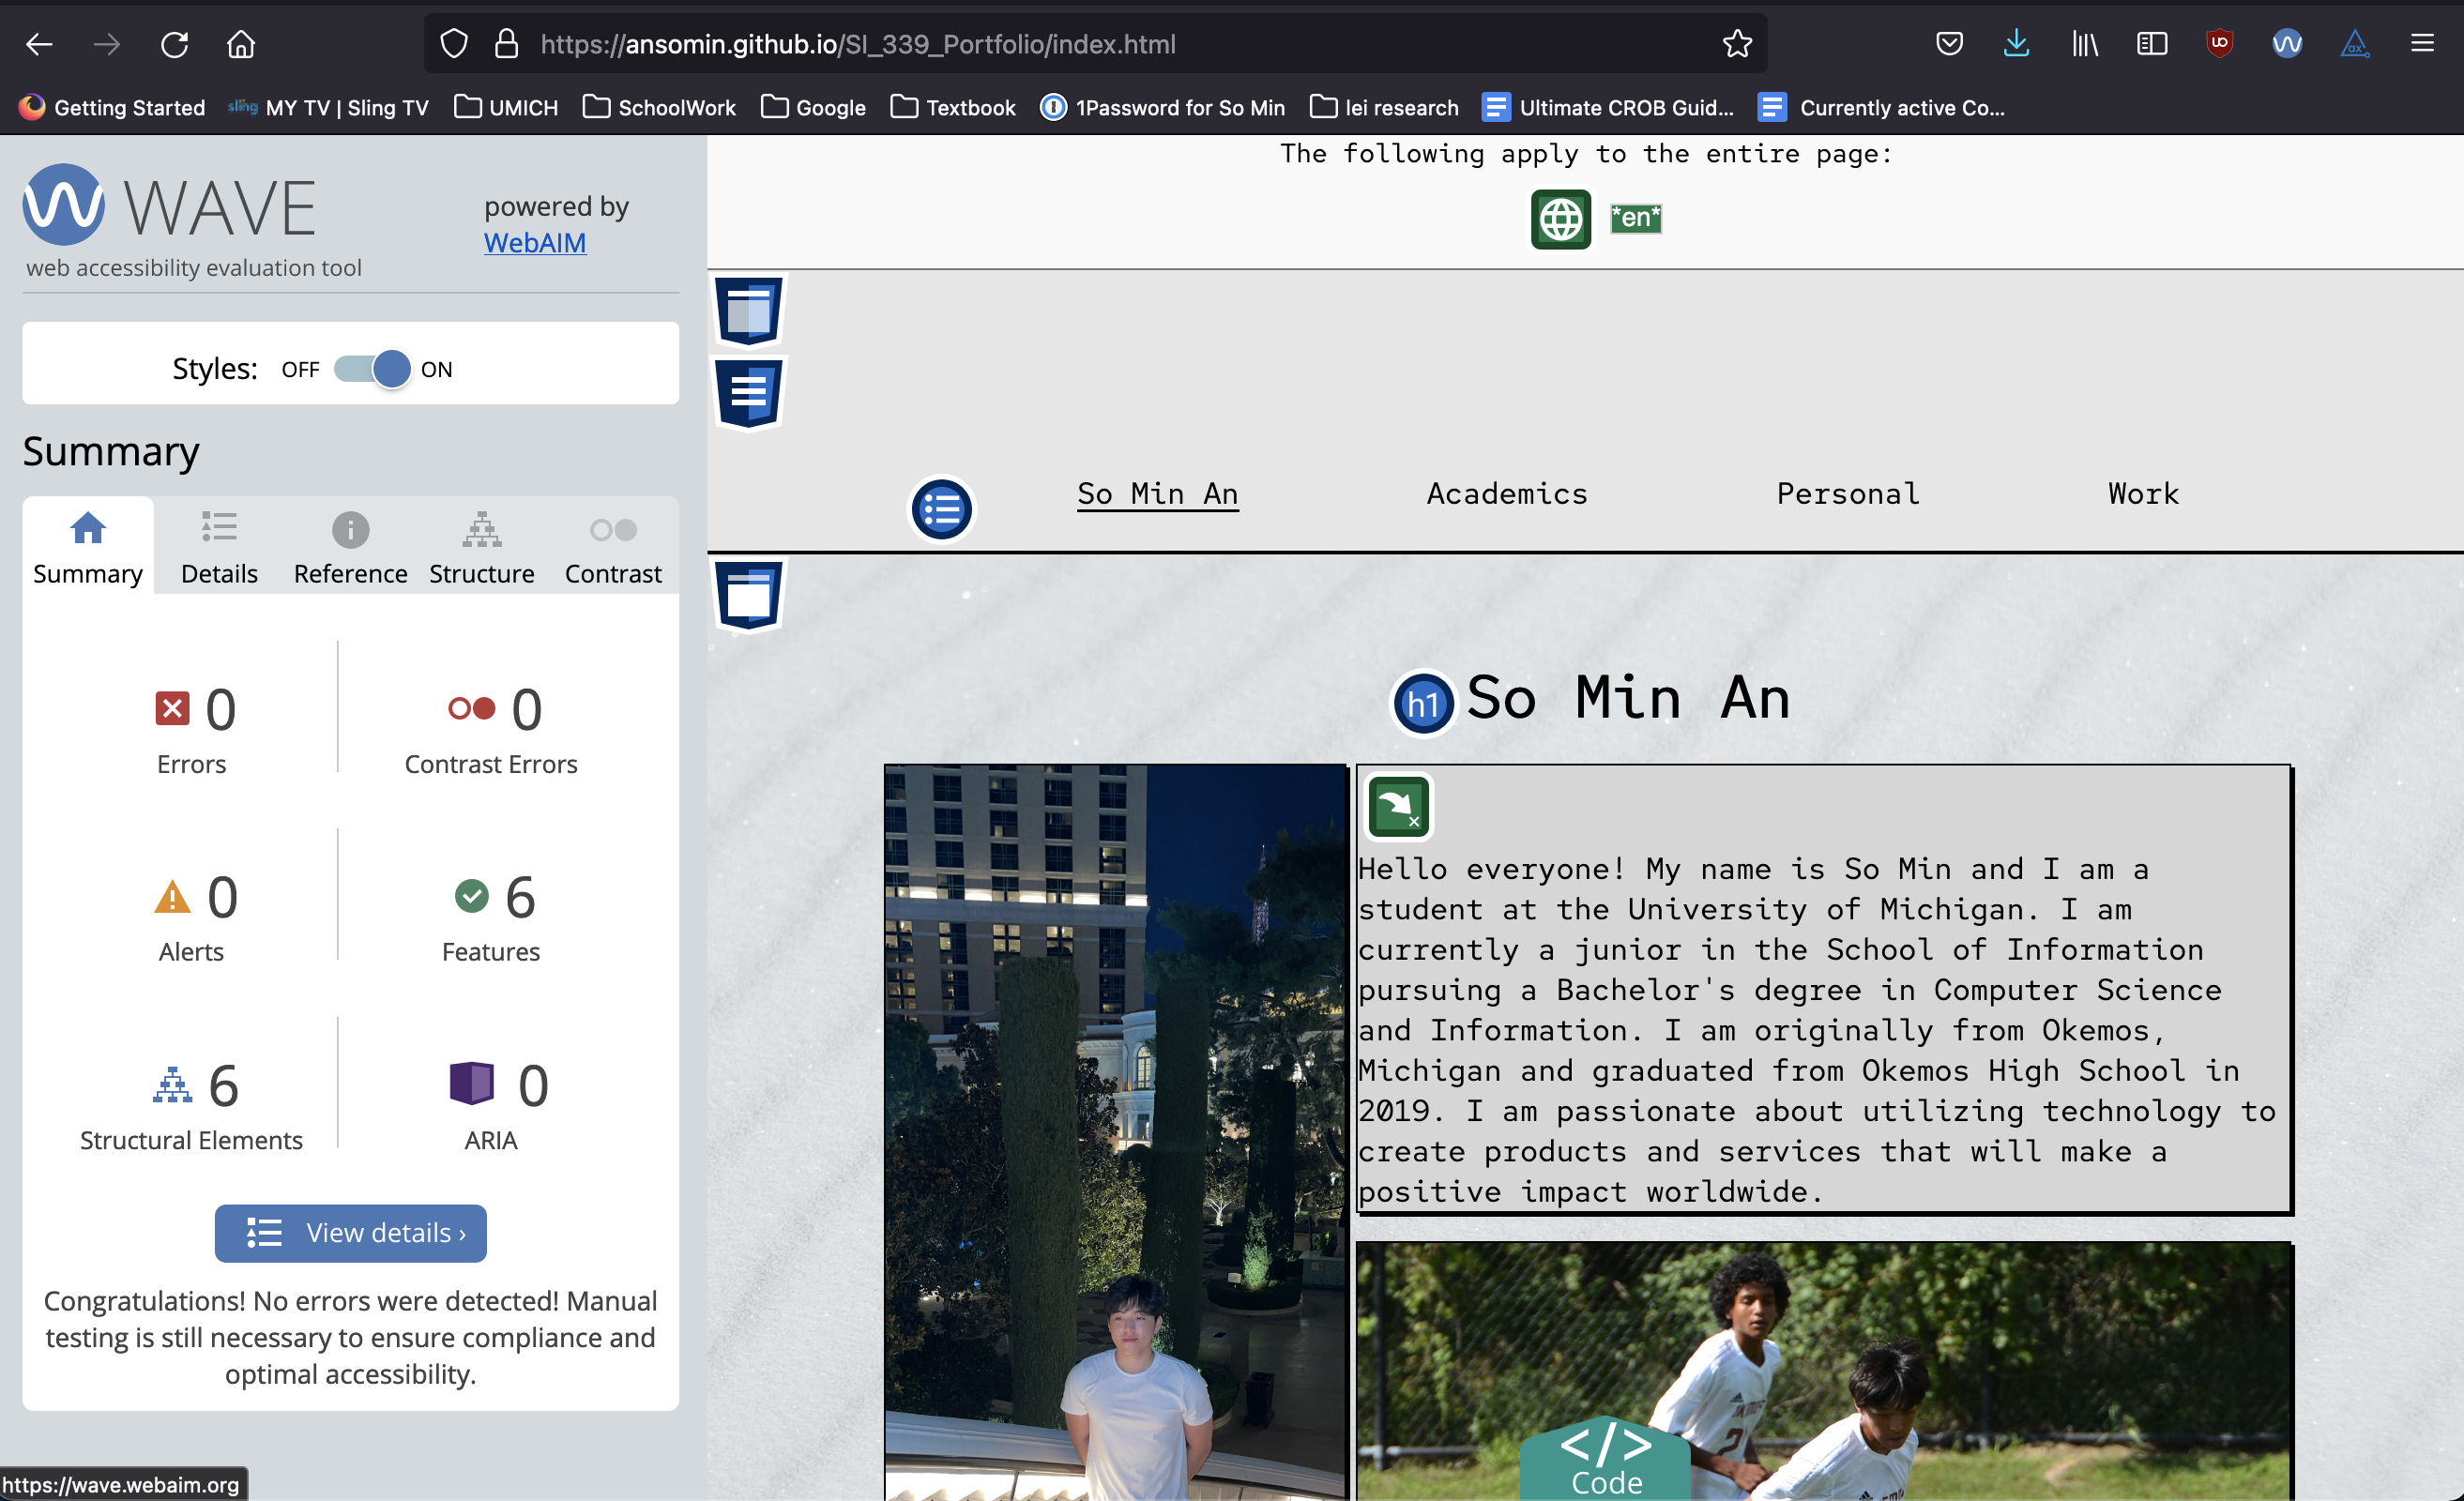 https://ansomin.github.io/SI_339_Portfolio/index.html
Getting Started
sling MY TV | Sling TV
UMICH
SchoolWork
Google
Textbook
1Password for So Min
lei research
Ultimate CROB Guid...
Currently active Co...
WAVE
web accessibility evaluation tool
powered by
WebAIM
Styles: OFF ON
Summary
Summary
Details
Reference
Structure
Contrast
0
Errors
0
Contrast Errors
0
Alerts
6
Features
6
Structural Elements
0
ARIA
View details ›
Congratulations! No errors were detected! Manual
testing is still necessary to ensure compliance and
optimal accessibility.
https://wave.webaim.org
The following apply to the entire page:
*en*
So Min An
Academics
Personal
Work
h1 So Min An
Hello everyone! My name is So Min and I am a
student at the University of Michigan. I am
currently a junior in the School of Information
pursuing a Bachelor's degree in Computer Science
and Information. I am originally from Okemos,
Michigan and graduated from Okemos High School in
2019. I am passionate about utilizing technology to
create products and services that will make a
positive impact worldwide.
</>
Code